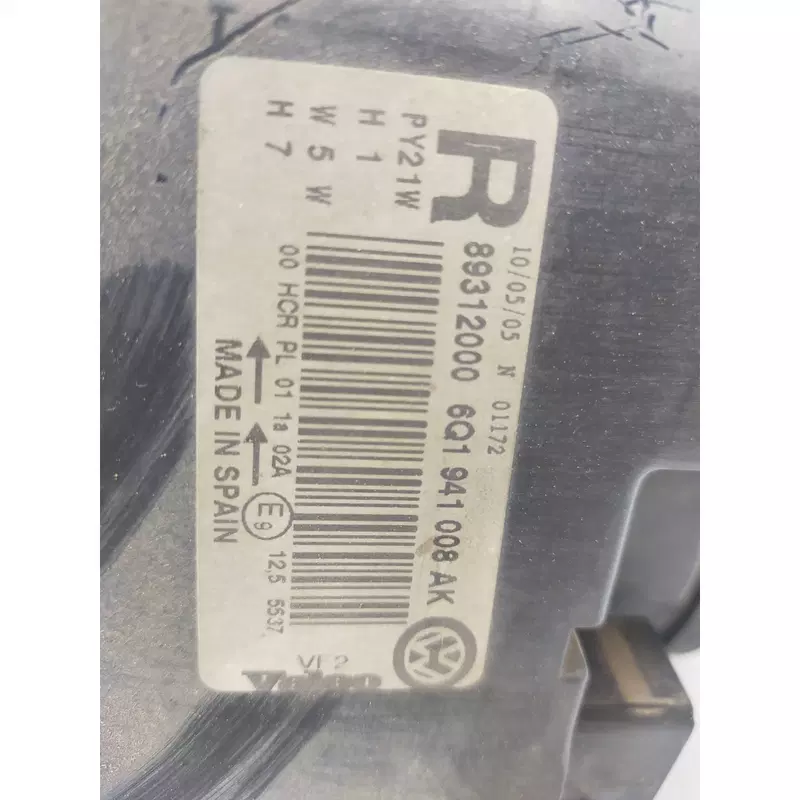 10/05/05 N 01172
R 89312000 6Q1 941 008 AK
PY21W
H 1
W 5 W
H 7
00 HCR PL 01 1a 02A E9 12,5 5537
MADE IN SPAIN
Valeo